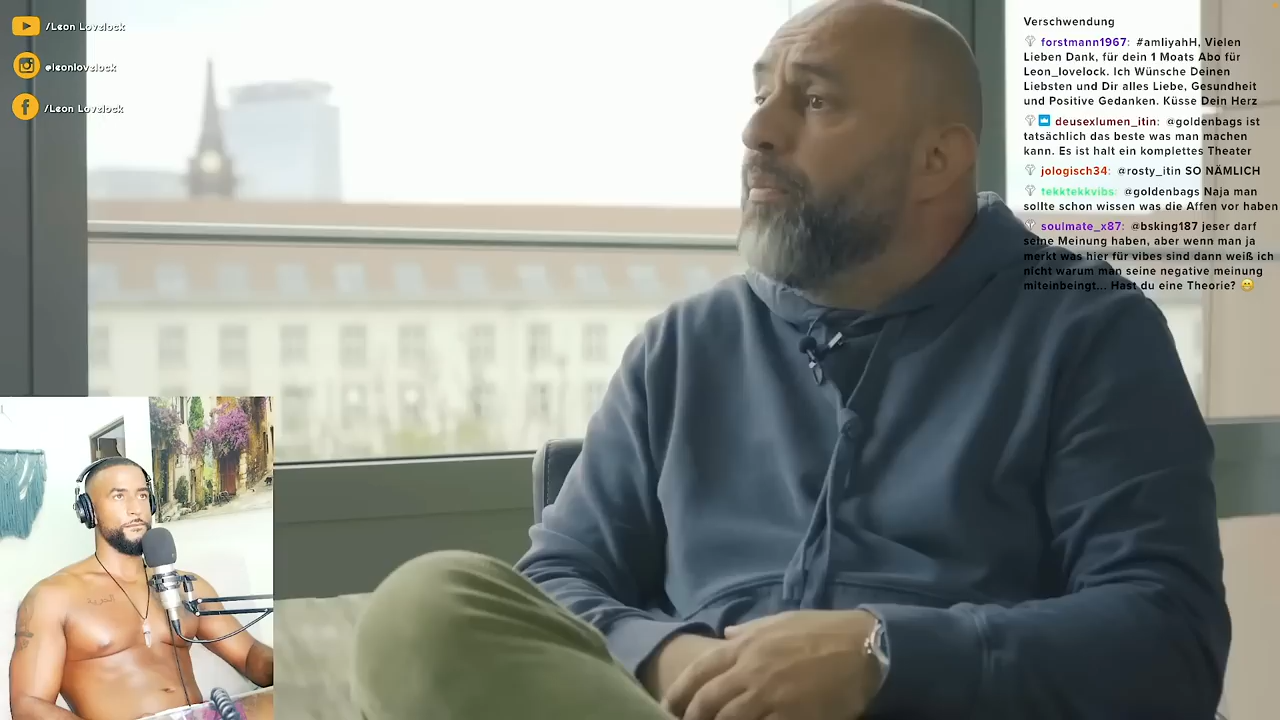 /Leon Lovelock
@leonlovelock
/Leon Lovelock
Verschwendung
forstmann1967: #amliyahH, Vielen
Lieben Dank, für dein 1 Moats Abo für
Leon_lovelock. Ich Wünsche Deinen
Liebsten und Dir alles Liebe, Gesundheit
und Positive Gedanken. Küsse Dein Herz
deusexlumen_itin: @goldenbags ist
tatsächlich das beste was man machen
kann. Es ist halt ein komplettes Theater
jologisch34: @rosty_itin SO NÄMLICH
tekktekkvibs: @goldenbags Naja man
sollte schon wissen was die Affen vor haben
soulmate_x87: @bsking187 jeser darf
seine Meinung haben, aber wenn man ja
merkt was hier für vibes sind dann weiß ich
nicht warum man seine negative meinung
miteinbeingt... Hast du eine Theorie? 😁
الحرية